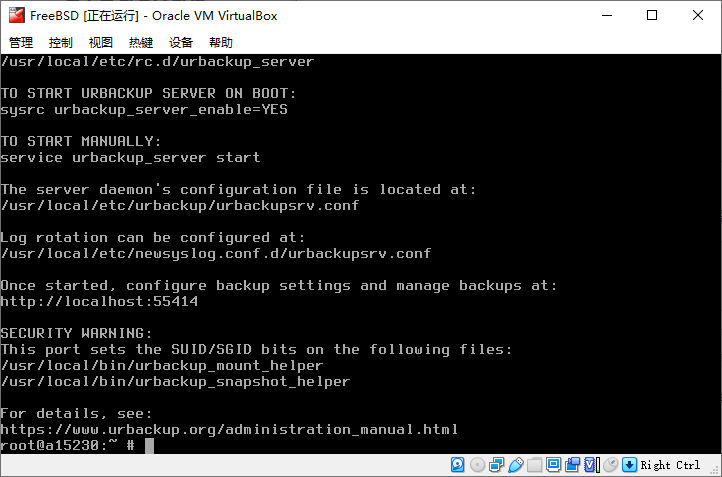 FreeBSD [正在运行] - Oracle VM VirtualBox
管理 控制 视图 热键 设备 帮助
/usr/local/etc/rc.d/urbackup_server
TO START URBACKUP SERVER ON BOOT:
sysrc urbackup_server_enable=YES
TO START MANUALLY:
service urbackup_server start
The server daemon's configuration file is located at:
/usr/local/etc/urbackup/urbackupsrv.conf
Log rotation can be configured at:
/usr/local/etc/newsyslog.conf.d/urbackupsrv.conf
Once started, configure backup settings and manage backups at:
http://localhost:55414
SECURITY WARNING:
This port sets the SUID/SGID bits on the following files:
/usr/local/bin/urbackup_mount_helper
/usr/local/bin/urbackup_snapshot_helper
For details, see:
https://www.urbackup.org/administration_manual.html
root@a15230:~ #
Right Ctrl